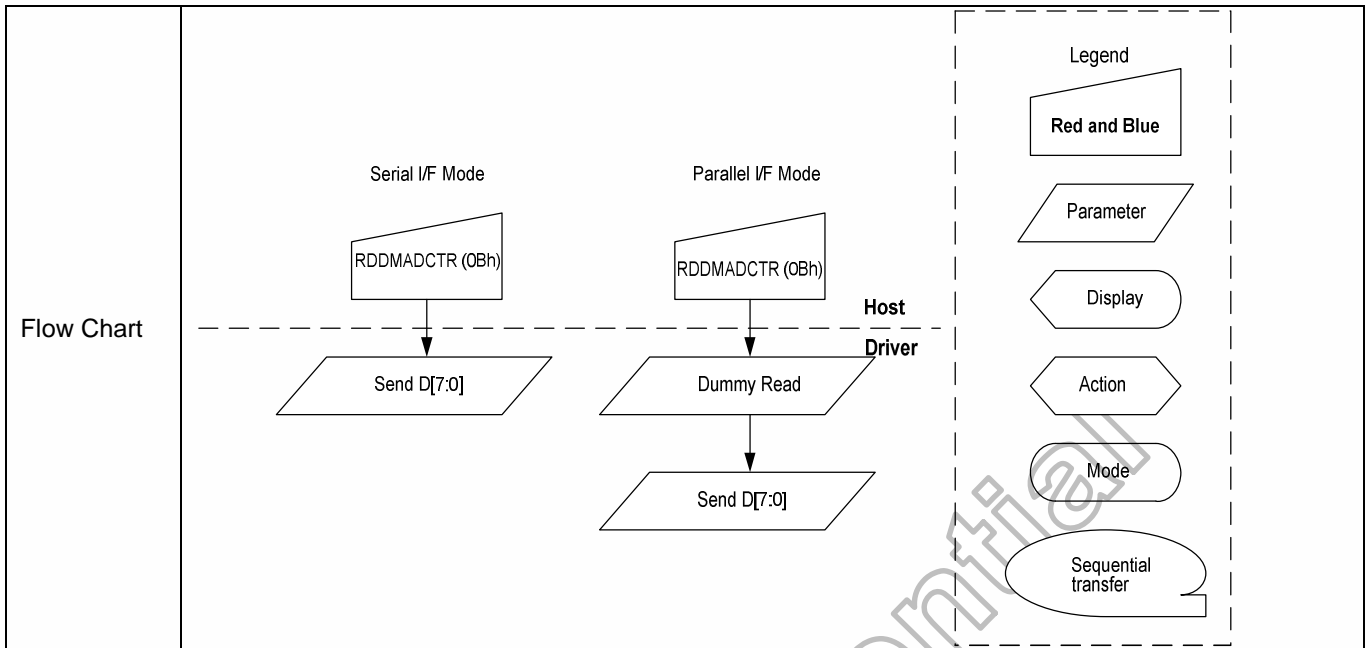 Flow Chart
Serial I/F Mode
RDDMADCTR (0Bh)
Send D[7:0]
Parallel I/F Mode
RDDMADCTR (0Bh)
Host
Driver
Dummy Read
Send D[7:0]
Legend
Red and Blue
Parameter
Display
Action
Mode
Sequential
transfer
ential